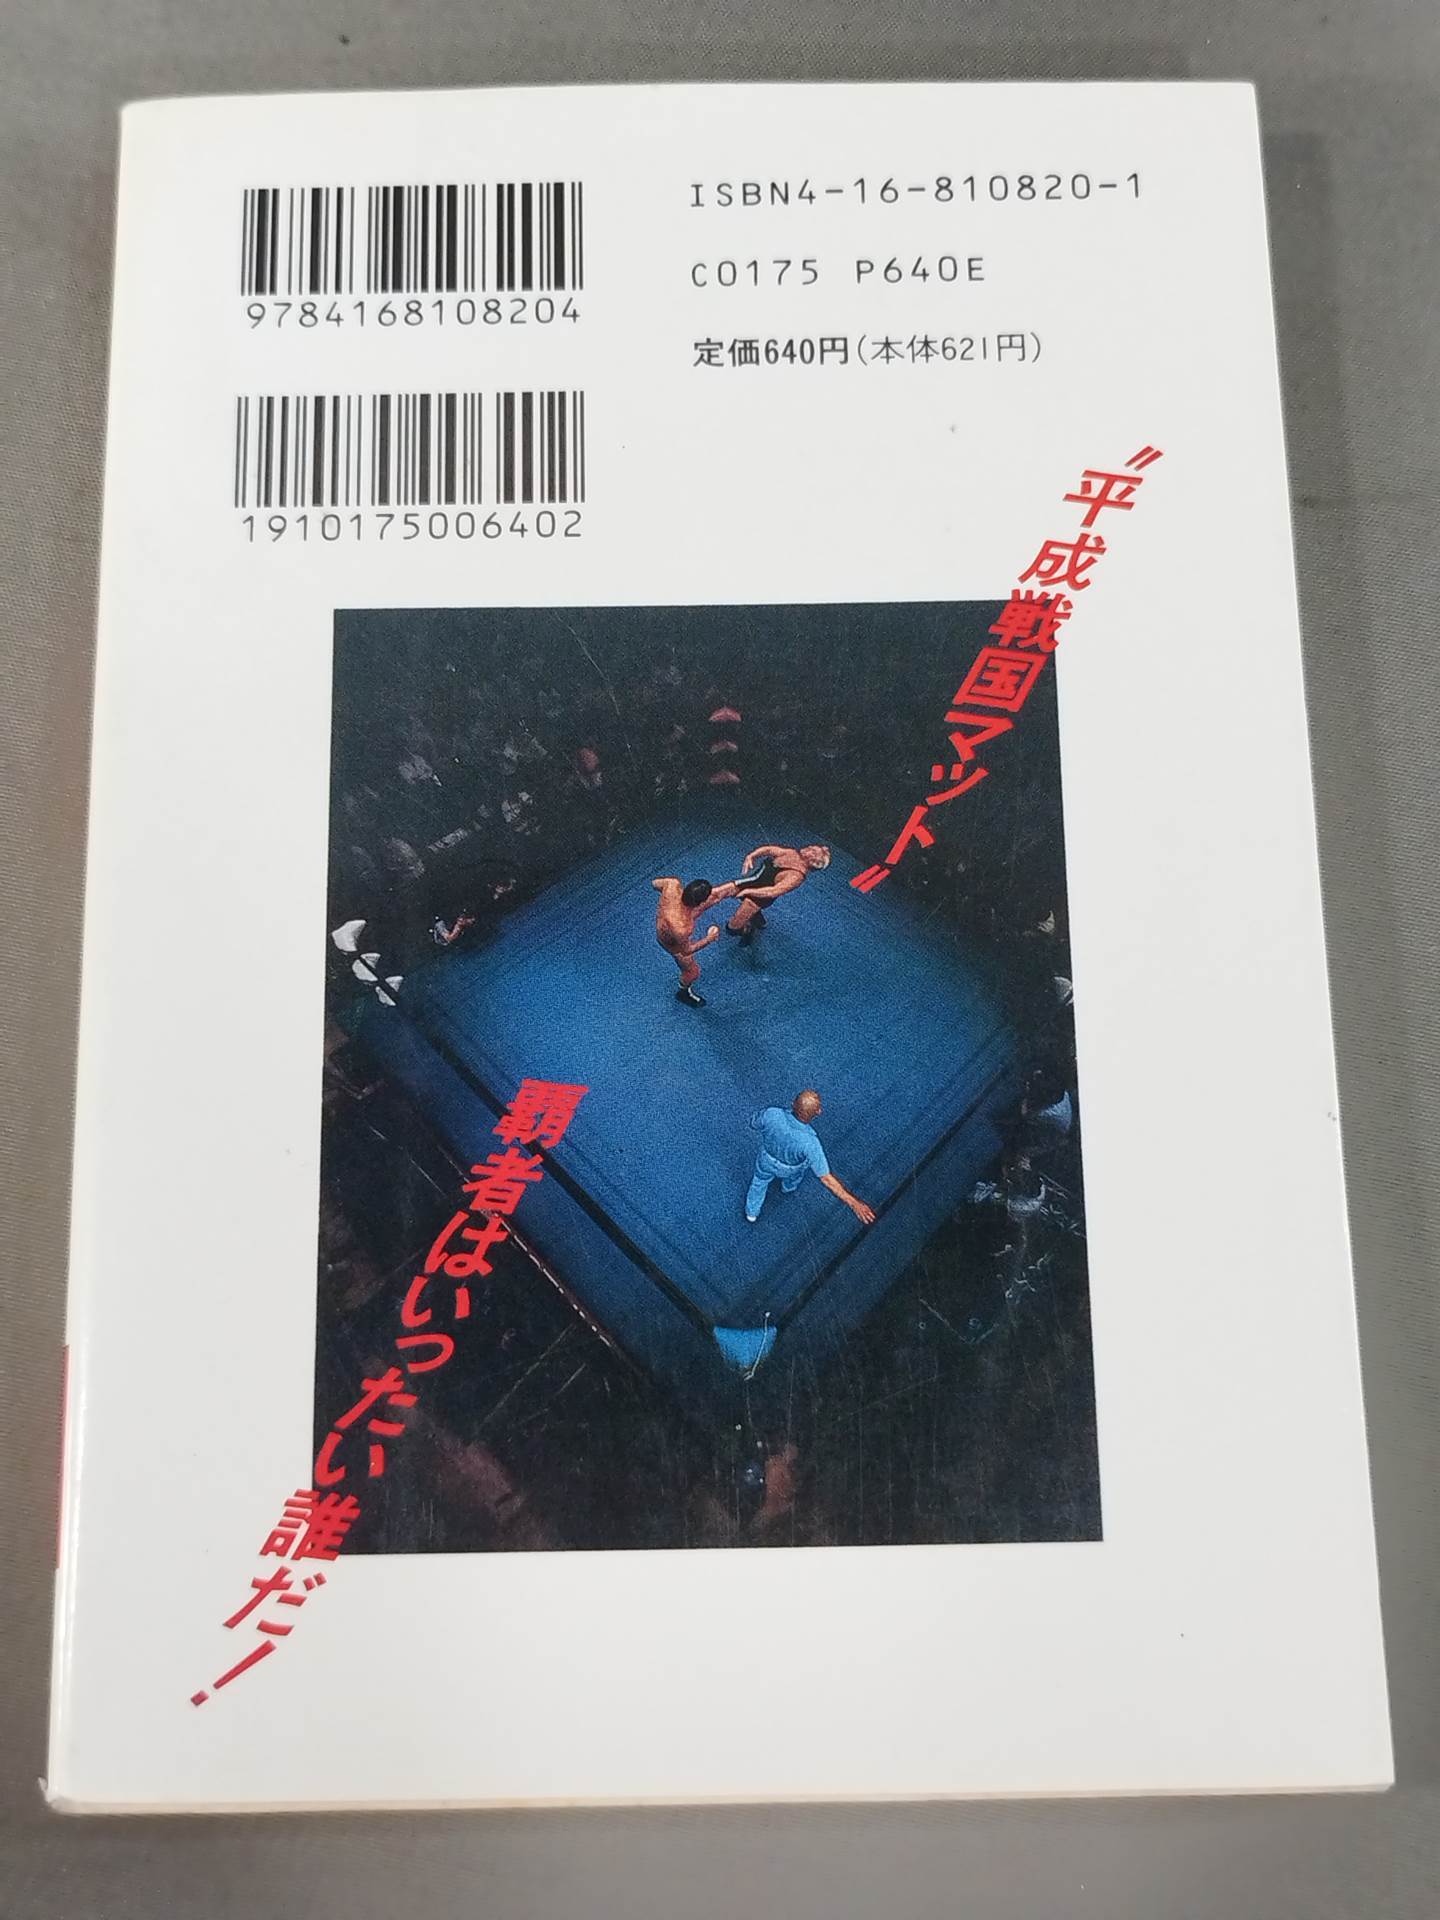 9784168108204
1910175006402
ISBN4-16-810820-1
C0175 P640E
定価640円(本体621円)
〝平成戦国マット〟
覇者はいったい誰だ!